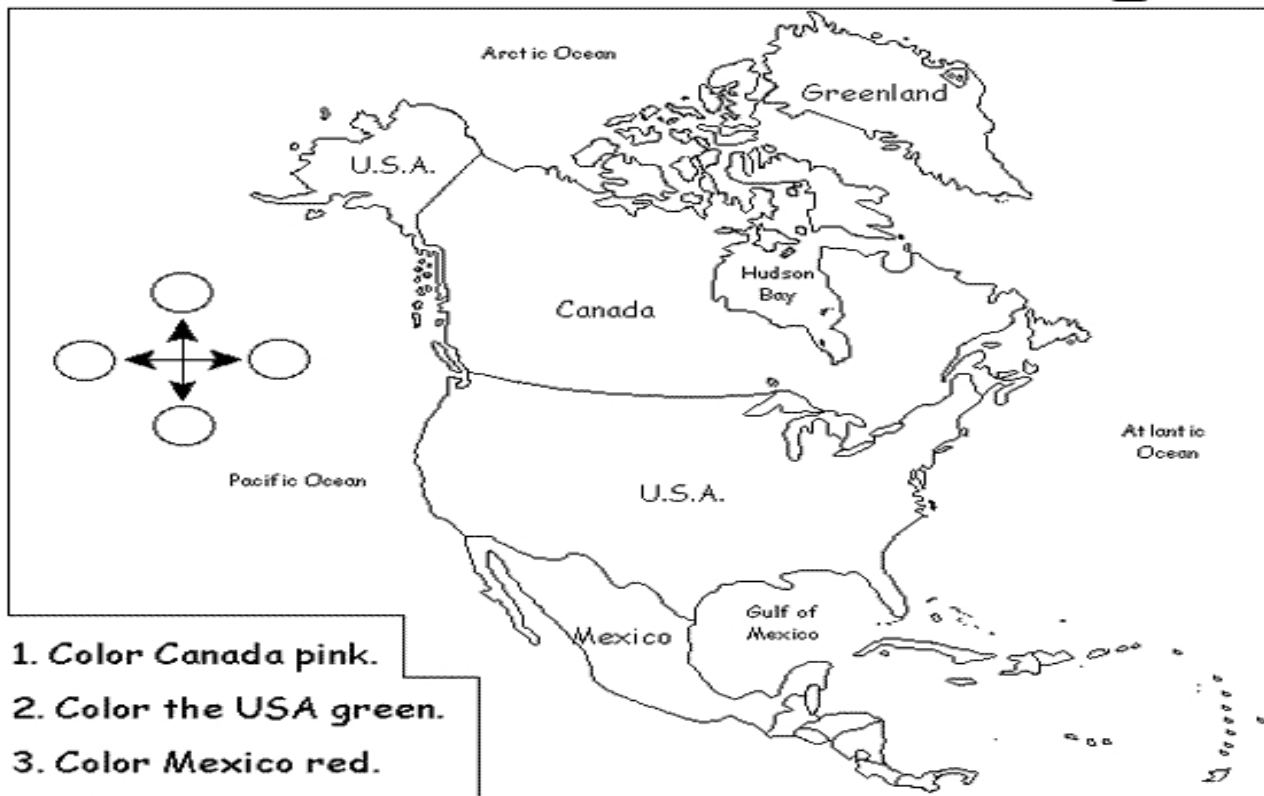 Arctic Ocean
Greenland
U.S.A.
Hudson
Bay
Canada
Atlantic
Ocean
Pacific Ocean
U.S.A.
Gulf of
Mexico
Mexico
1. Color Canada pink.
2. Color the USA green.
3. Color Mexico red.